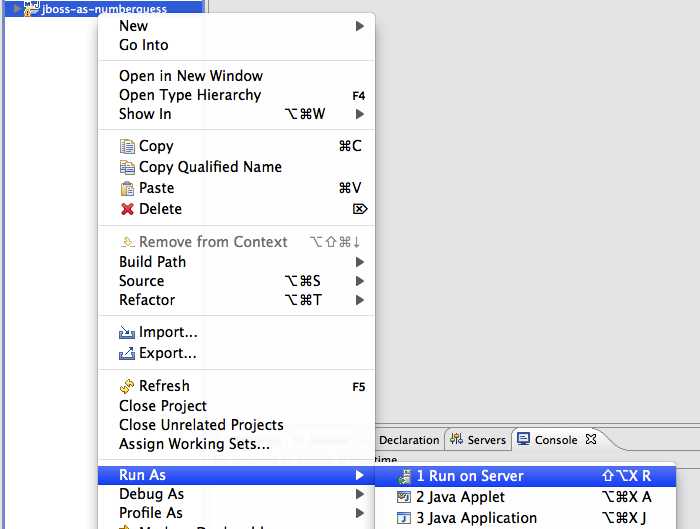 jboss-as-numberguess
New
Go Into
Open in New Window
Open Type Hierarchy F4
Show In ⌥⌘W
Copy ⌘C
Copy Qualified Name
Paste ⌘V
Delete ⌦
Remove from Context ⌥⇧⌘↓
Build Path
Source ⌥⌘S
Refactor ⌥⌘T
Import...
Export...
Refresh F5
Close Project
Close Unrelated Projects
Assign Working Sets...
Declaration Servers Console
Run As
1 Run on Server ⇧⌥X R
Debug As
2 Java Applet ⌥⌘X A
Profile As
3 Java Application ⌥⌘X J